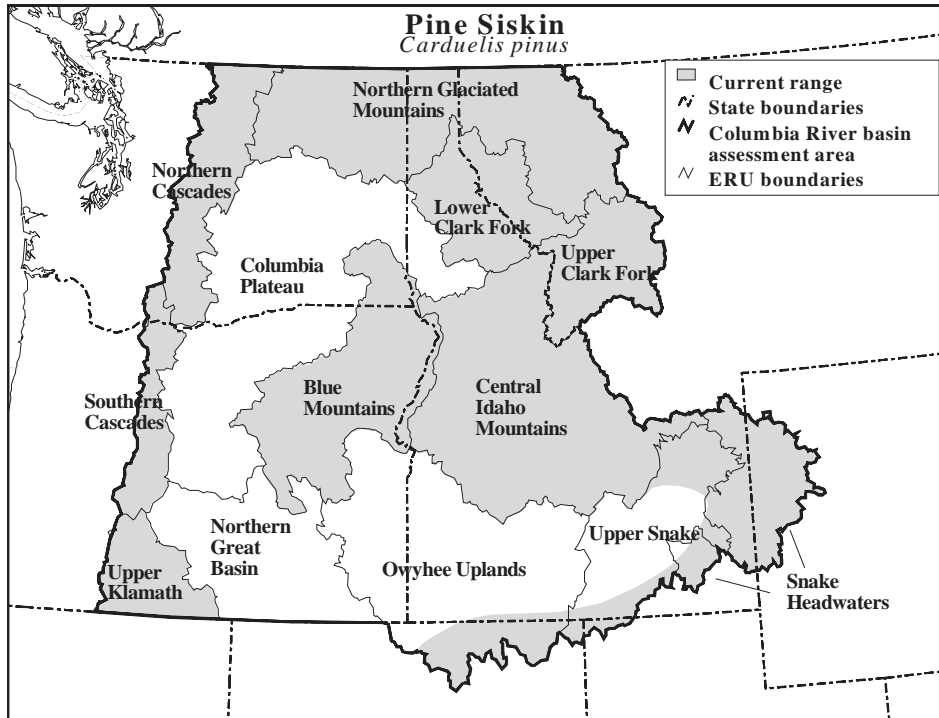 Pine Siskin
Carduelis pinus
Current range
State boundaries
Columbia River basin
assessment area
ERU boundaries
Northern Glaciated
Mountains
Northern
Cascades
Lower
Clark Fork
Upper
Clark Fork
Columbia
Plateau
Blue
Mountains
Central
Idaho
Mountains
Southern
Cascades
Northern
Great
Basin
Upper Snake
Owyhee Uplands
Upper
Klamath
Snake
Headwaters